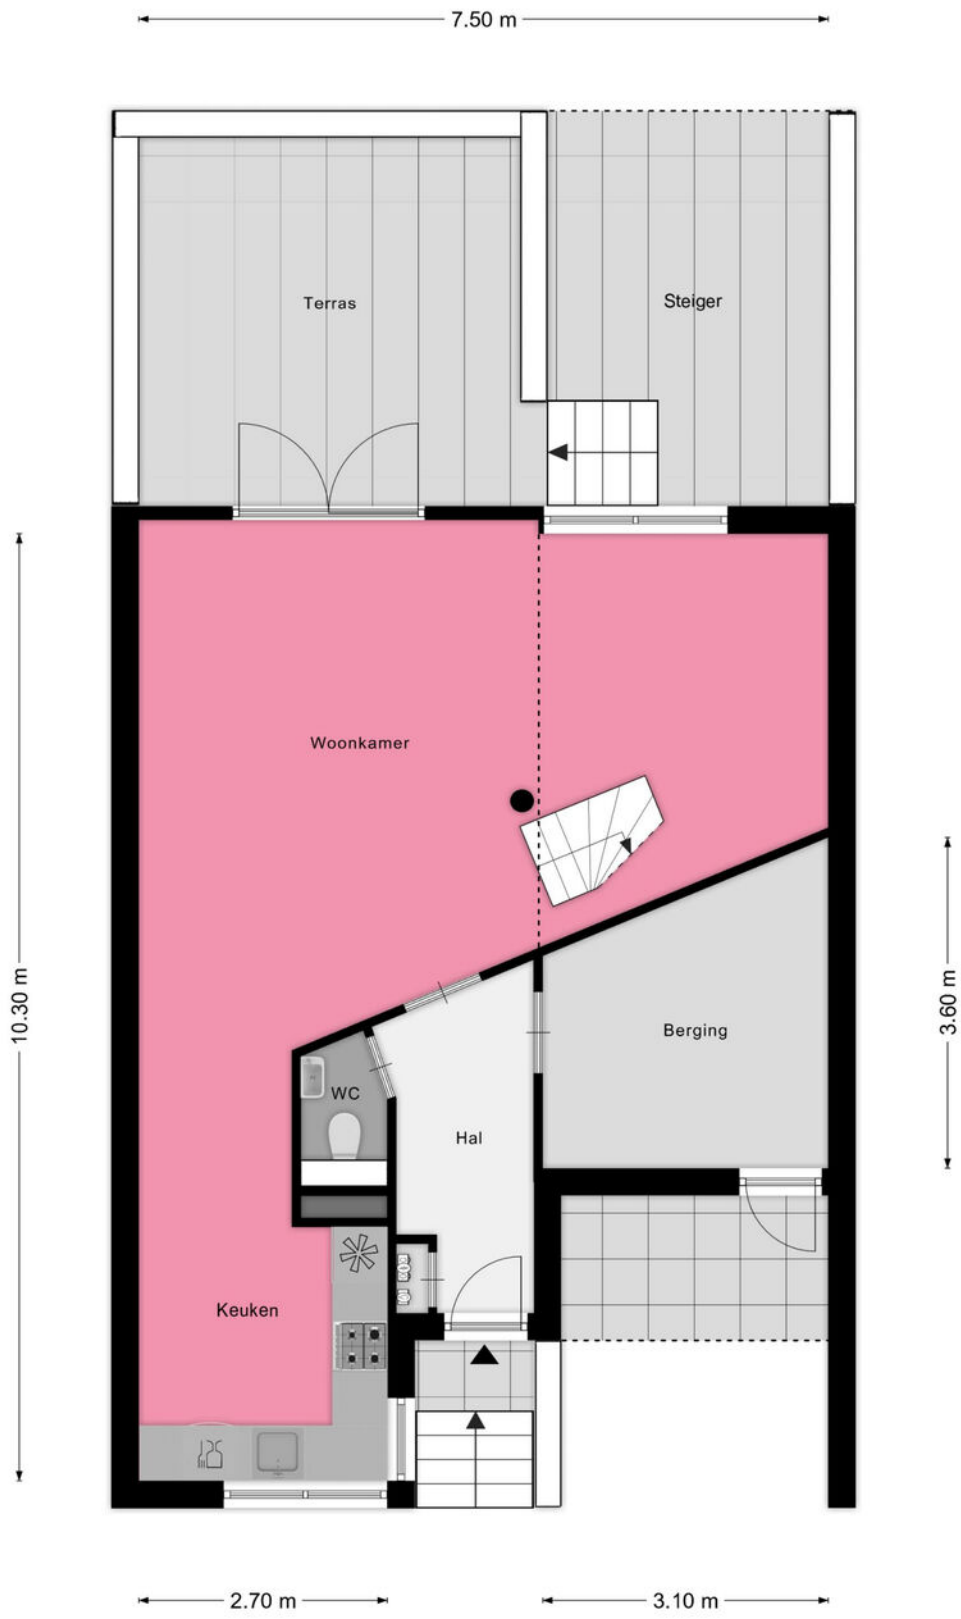 7.50 m
Terras
Steiger
Woonkamer
10.30 m
3.60 m
Berging
WC
Hal
Keuken
2.70 m
3.10 m